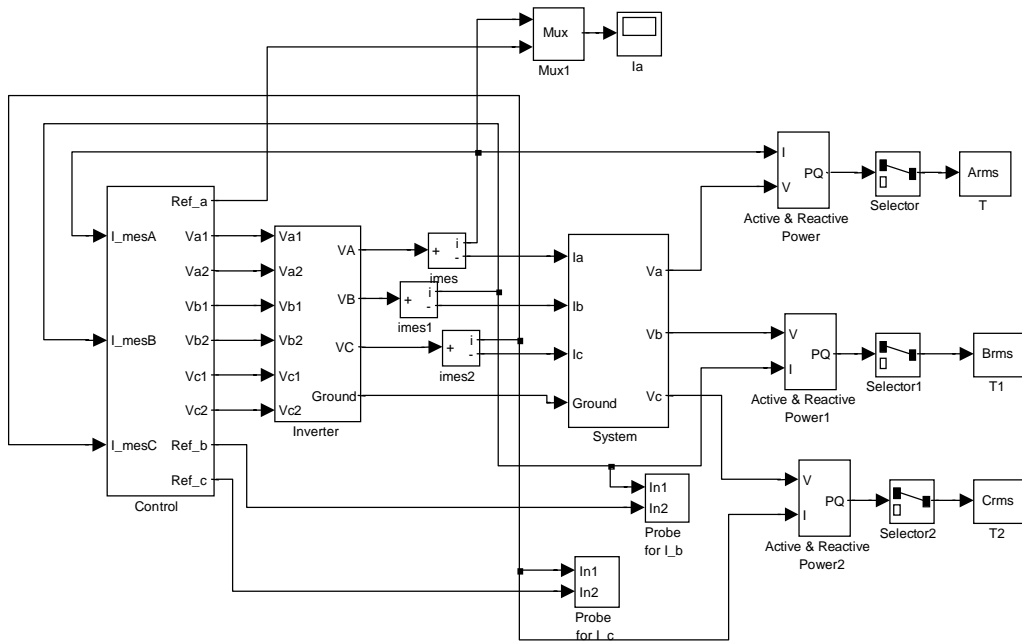 Mux
Mux1
Ia
I
V
PQ
Active & Reactive
Power
Selector
Arms
T
Ref_a
I_mesA
Va1
Va2
Vb1
I_mesB
Vb2
Vc1
Vc2
I_mesC
Ref_b
Ref_c
Control
Va1
Va2
Vb1
Vb2
Vc1
Vc2
VA
VB
VC
Ground
Inverter
+
i
-
imes
+
i
-
imes1
+
i
-
imes2
Ia
Ib
Ic
Ground
Va
Vb
Vc
System
V
I
PQ
Active & Reactive
Power1
Selector1
Brms
T1
V
I
PQ
Active & Reactive
Power2
Selector2
Crms
T2
In1
In2
Probe
for I_b
In1
In2
Probe
for I_c